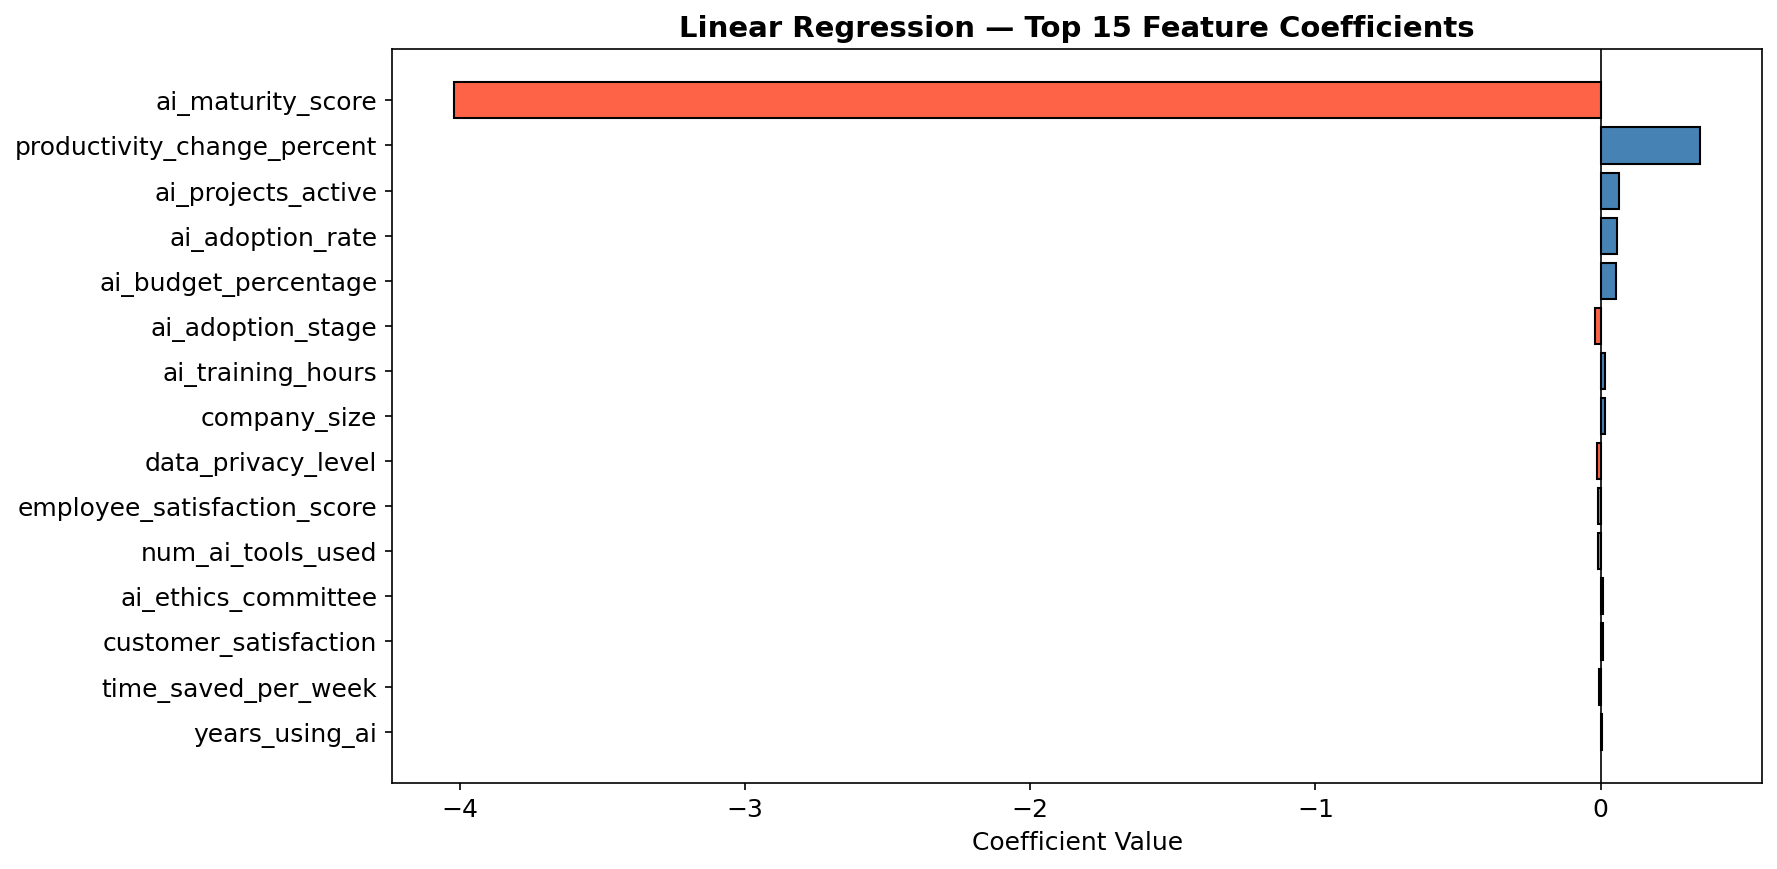 Linear Regression — Top 15 Feature Coefficients
ai_maturity_score
productivity_change_percent
ai_projects_active
ai_adoption_rate
ai_budget_percentage
ai_adoption_stage
ai_training_hours
company_size
data_privacy_level
employee_satisfaction_score
num_ai_tools_used
ai_ethics_committee
customer_satisfaction
time_saved_per_week
years_using_ai
−4 −3 −2 −1 0
Coefficient Value